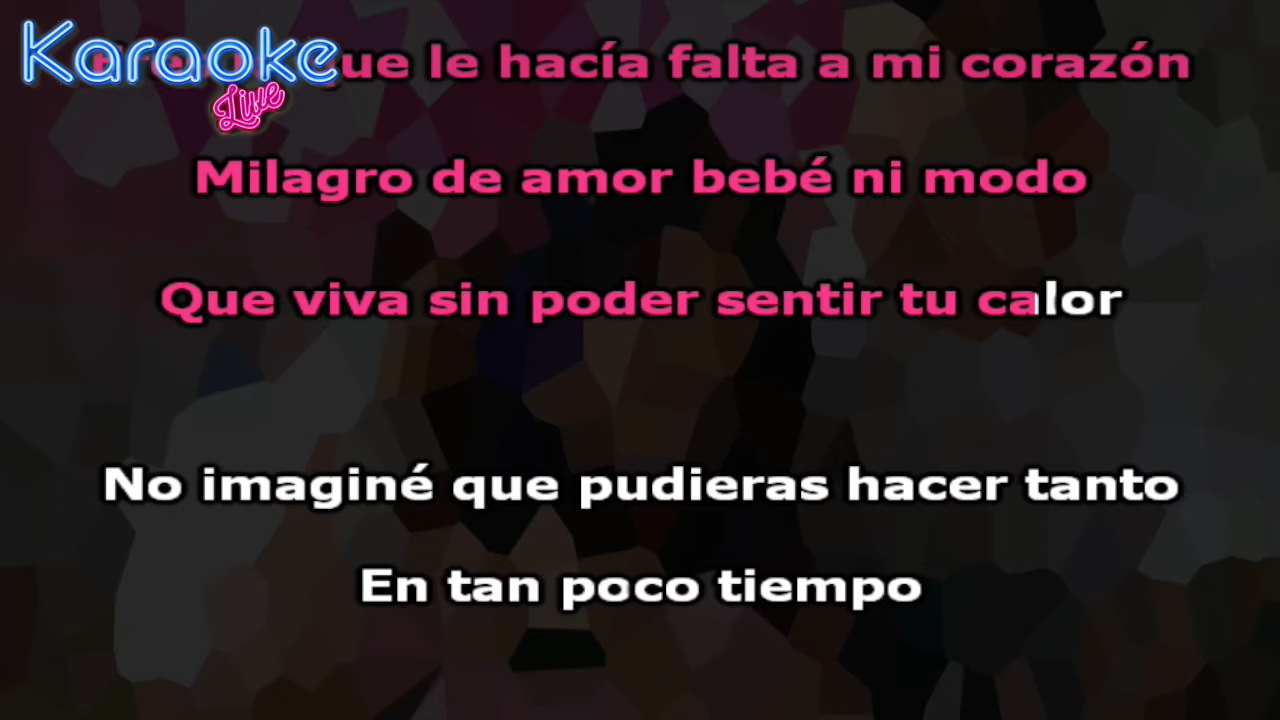 Karaoke
Live
que le hacía falta a mi corazón
Milagro de amor bebé ni modo
Que viva sin poder sentir tu calor
No imaginé que pudieras hacer tanto
En tan poco tiempo